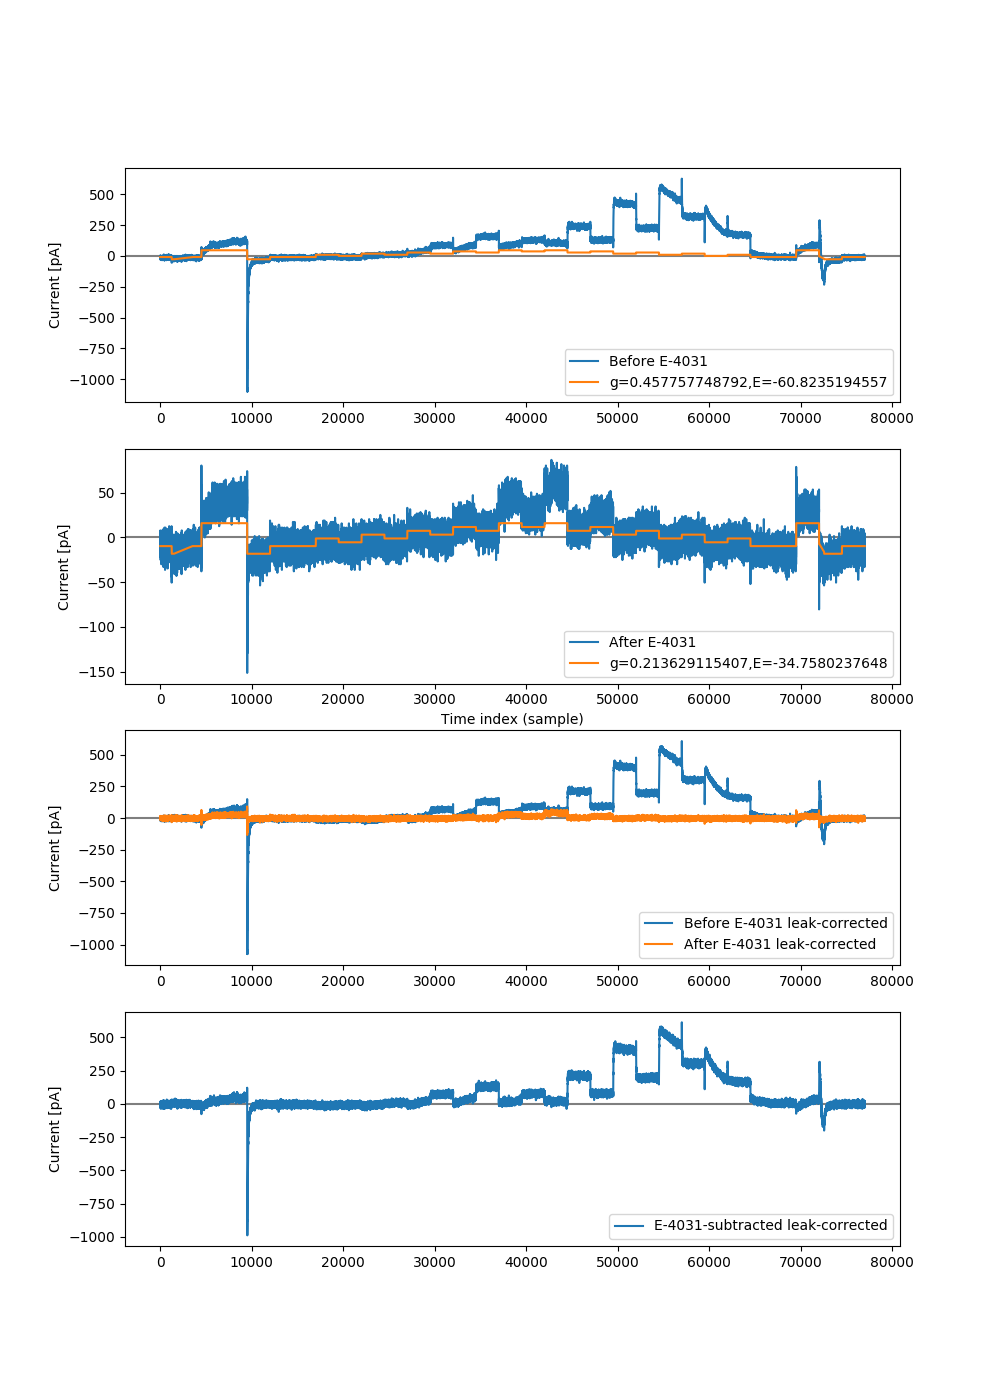 500
250
0
−250
−500
−750
−1000
Current [pA]
Before E-4031
g=0.457757748792,E=-60.8235194557
0 10000 20000 30000 40000 50000 60000 70000 80000
50
0
−50
−100
−150
Current [pA]
After E-4031
g=0.213629115407,E=-34.7580237648
0 10000 20000 30000 40000 50000 60000 70000 80000
Time index (sample)
500
250
0
−250
−500
−750
−1000
Current [pA]
Before E-4031 leak-corrected
After E-4031 leak-corrected
0 10000 20000 30000 40000 50000 60000 70000 80000
500
250
0
−250
−500
−750
−1000
Current [pA]
E-4031-subtracted leak-corrected
0 10000 20000 30000 40000 50000 60000 70000 80000